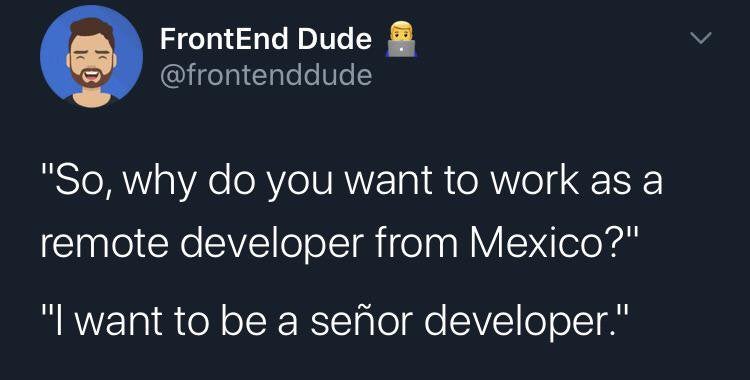 FrontEnd Dude 👨‍💻
@frontenddude
"So, why do you want to work as a
remote developer from Mexico?"
"I want to be a señor developer."